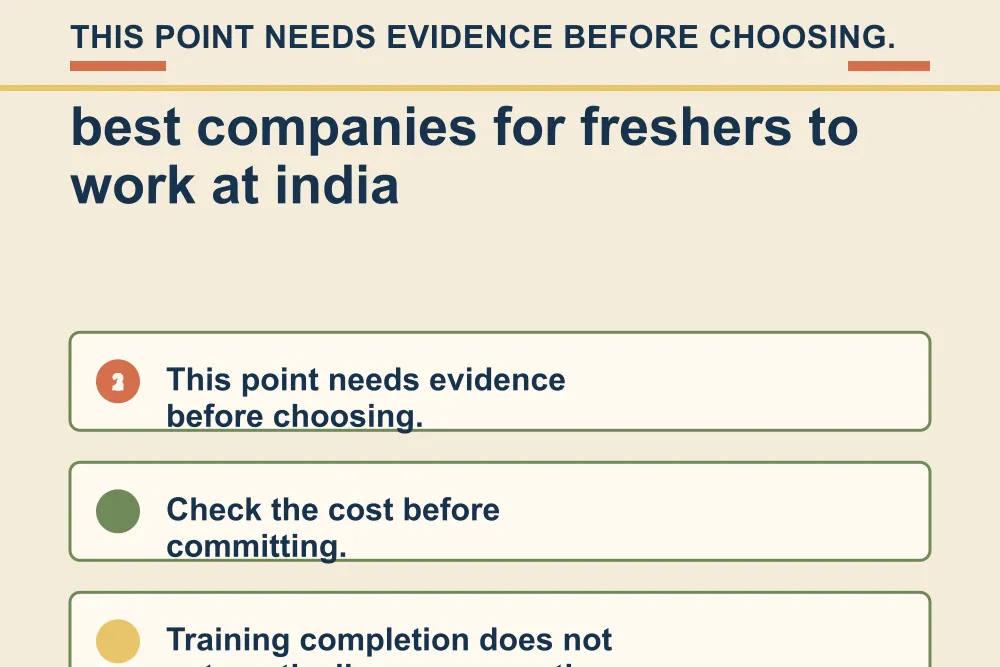 THIS POINT NEEDS EVIDENCE BEFORE CHOOSING.
best companies for freshers to
work at india
This point needs evidence
before choosing.
Check the cost before
committing.
Training completion does not